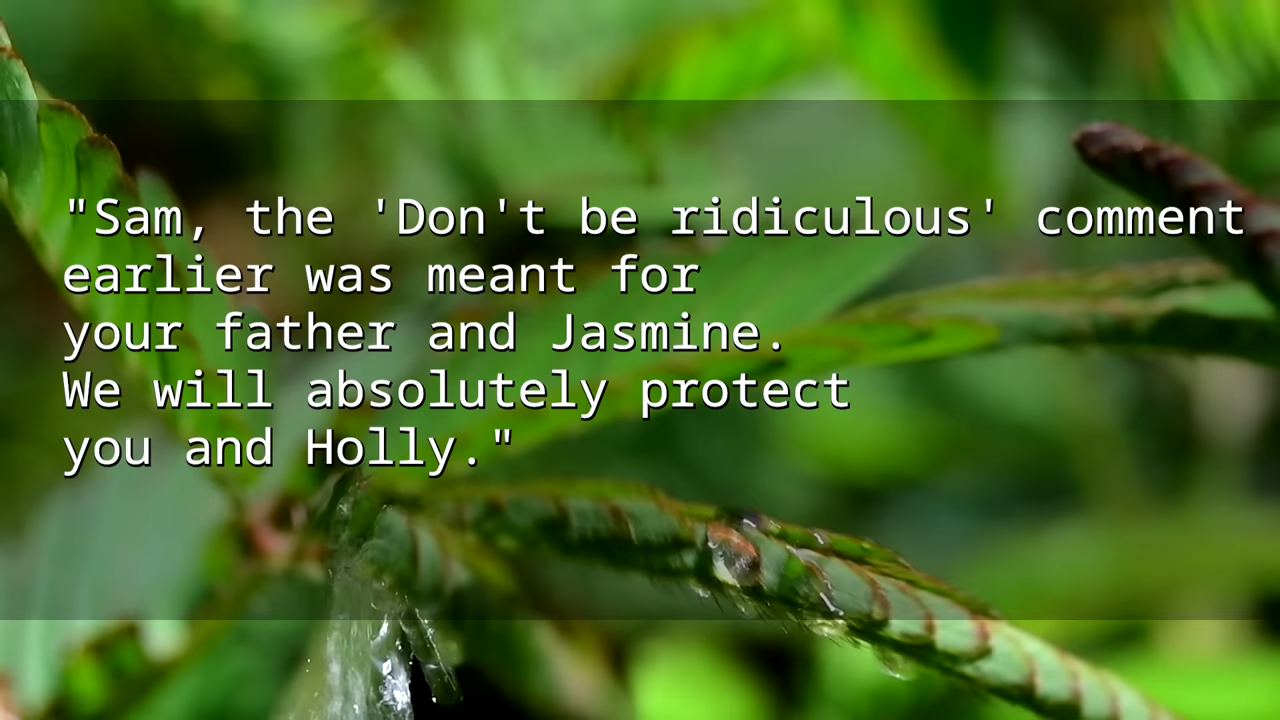 "Sam, the 'Don't be ridiculous' comment
earlier was meant for
your father and Jasmine.
We will absolutely protect
you and Holly."